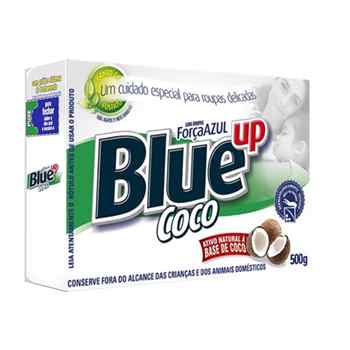 Um cuidado especial para roupas delicadas
ForçaAZUL
Blue up
COCO
ATIVO NATURAL À
BASE DE COCO
500g
CONSERVE FORA DO ALCANCE DAS CRIANÇAS E DOS ANIMAIS DOMÉSTICOS
LEIA ATENTAMENTE O RÓTULO ANTES DE USAR O PRODUTO
Blue up
COCO